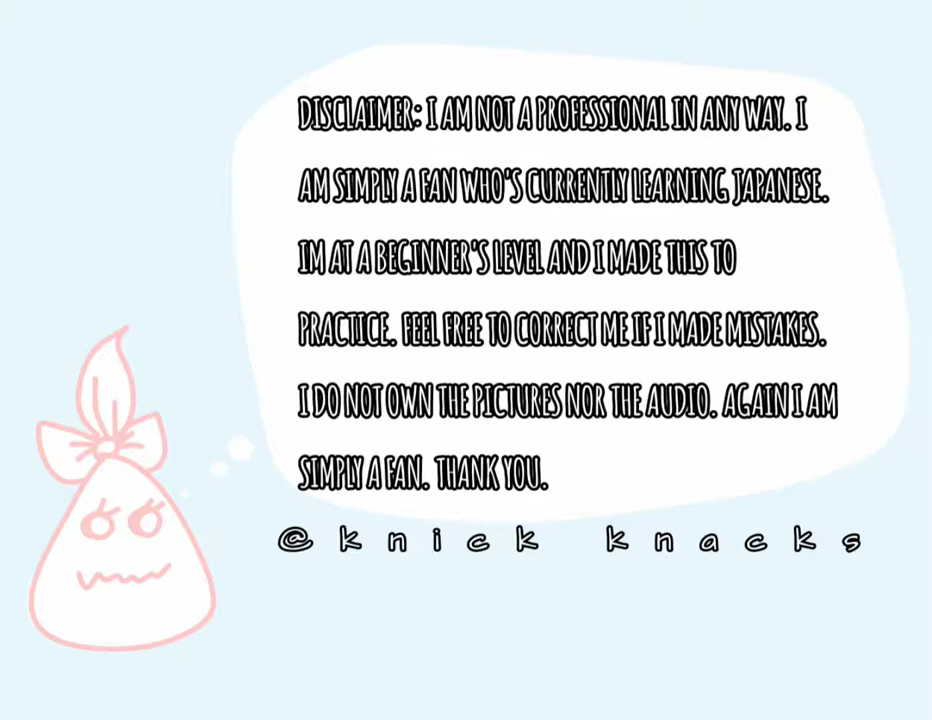 DISCLAIMER: I AM NOT A PROFESSIONAL IN ANY WAY. I
AM SIMPLY A FAN WHO'S CURRENTLY LEARNING JAPANESE.
IM AT A BEGINNER'S LEVEL AND I MADE THIS TO
PRACTICE. FEEL FREE TO CORRECT ME IF I MADE MISTAKES.
I DO NOT OWN THE PICTURES NOR THE AUDIO. AGAIN I AM
SIMPLY A FAN. THANK YOU.
@knick knacks